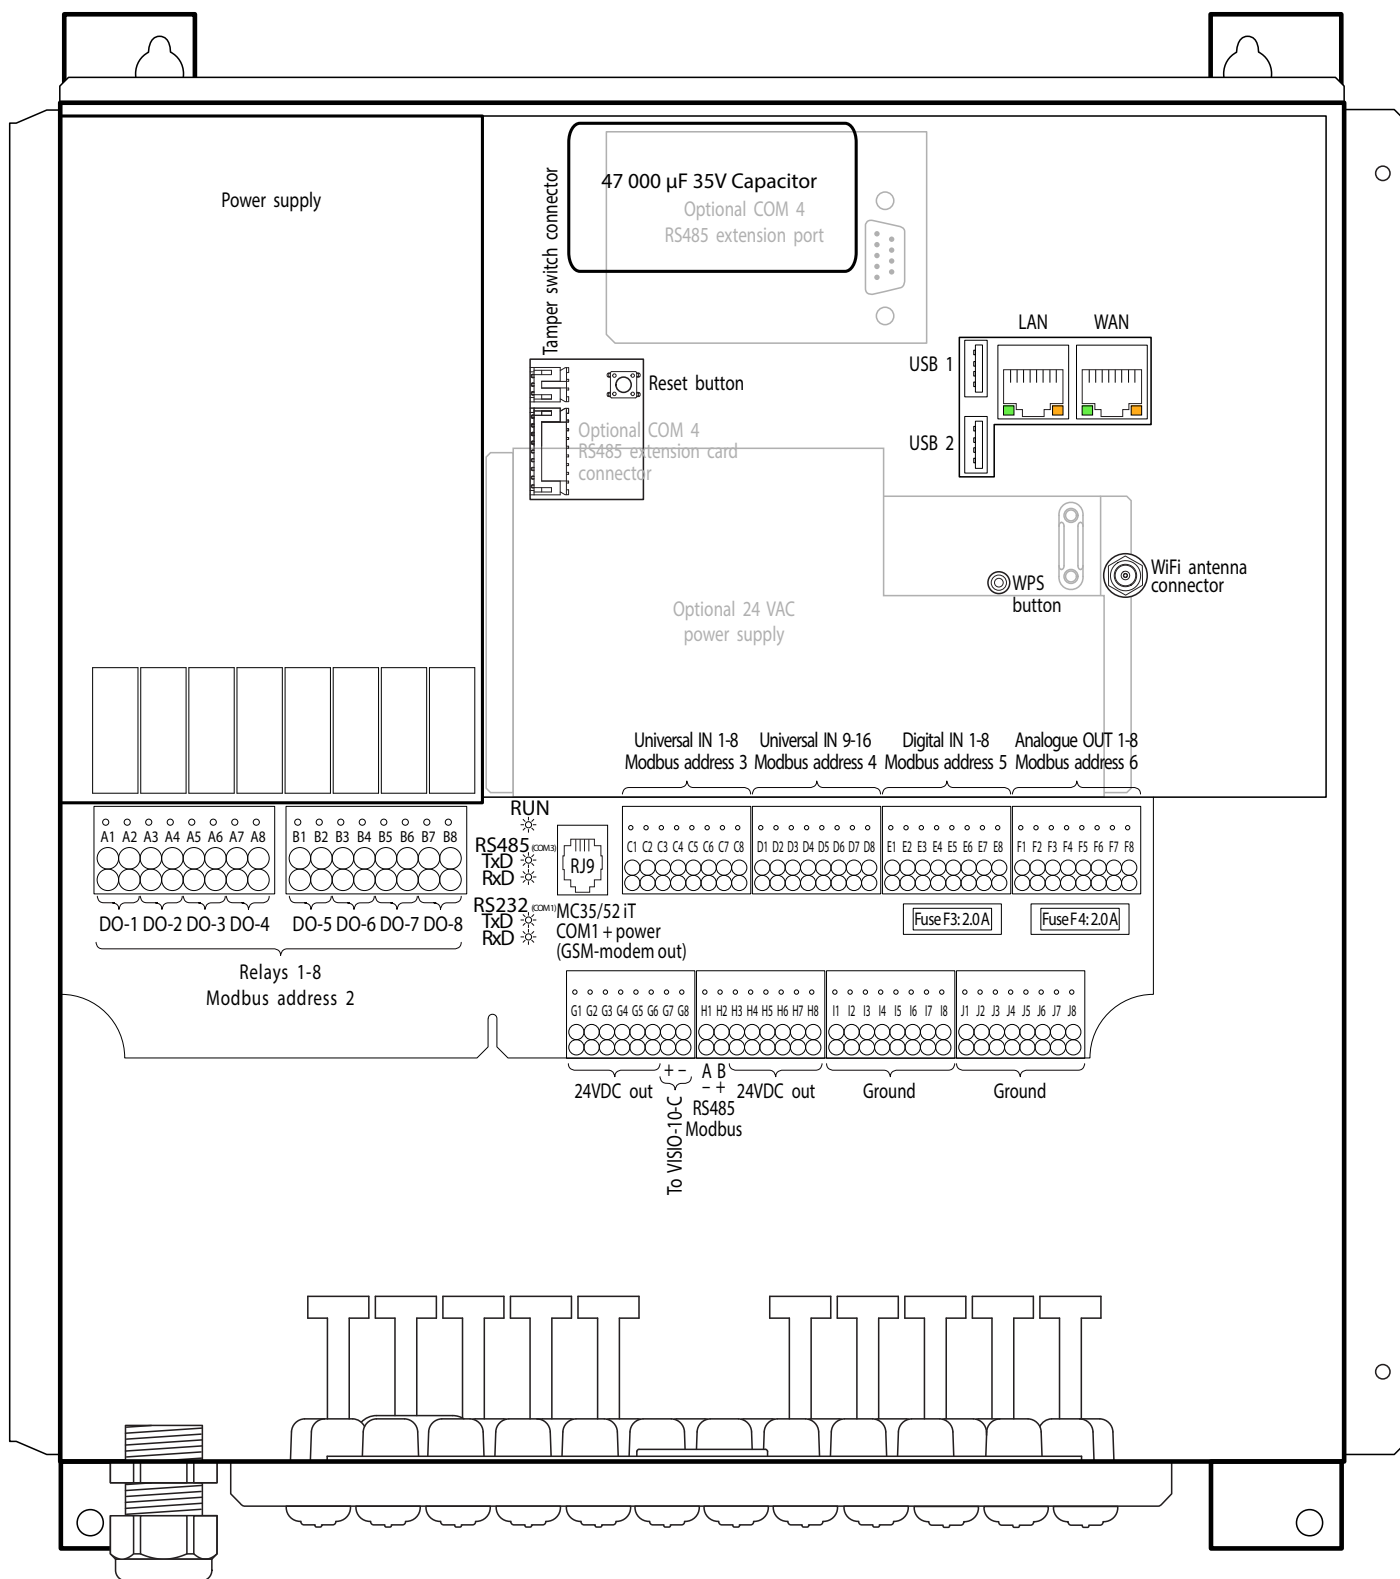 Power supply
Tamper switch connector
47 000 µF 35V Capacitor
Optional COM 4
RS485 extension port
LAN WAN
USB 1
Reset button
Optional COM 4
RS485 extension card
connector
USB 2
WiFi antenna
connector
WPS
button
Optional 24 VAC
power supply
Universal IN 1-8
Modbus address 3
Universal IN 9-16
Modbus address 4
Digital IN 1-8
Modbus address 5
Analogue OUT 1-8
Modbus address 6
A1 A2 A3 A4 A5 A6 A7 A8
B1 B2 B3 B4 B5 B6 B7 B8
DO-1 DO-2 DO-3 DO-4
DO-5 DO-6 DO-7 DO-8
Relays 1-8
Modbus address 2
RUN
RS485 (COM3)
TxD
RxD
RS232 (COM1)
TxD
RxD
RJ9
MC35/52 iT
COM1 + power
(GSM-modem out)
C1 C2 C3 C4 C5 C6 C7 C8
D1 D2 D3 D4 D5 D6 D7 D8
E1 E2 E3 E4 E5 E6 E7 E8
F1 F2 F3 F4 F5 F6 F7 F8
Fuse F3: 2.0 A
Fuse F4: 2.0 A
G1 G2 G3 G4 G5 G6 G7 G8
H1 H2 H3 H4 H5 H6 H7 H8
I1 I2 I3 I4 I5 I6 I7 I8
J1 J2 J3 J4 J5 J6 J7 J8
24VDC out
+ −
To VISIO-10-C
A B
− +
RS485
Modbus
24VDC out
Ground
Ground